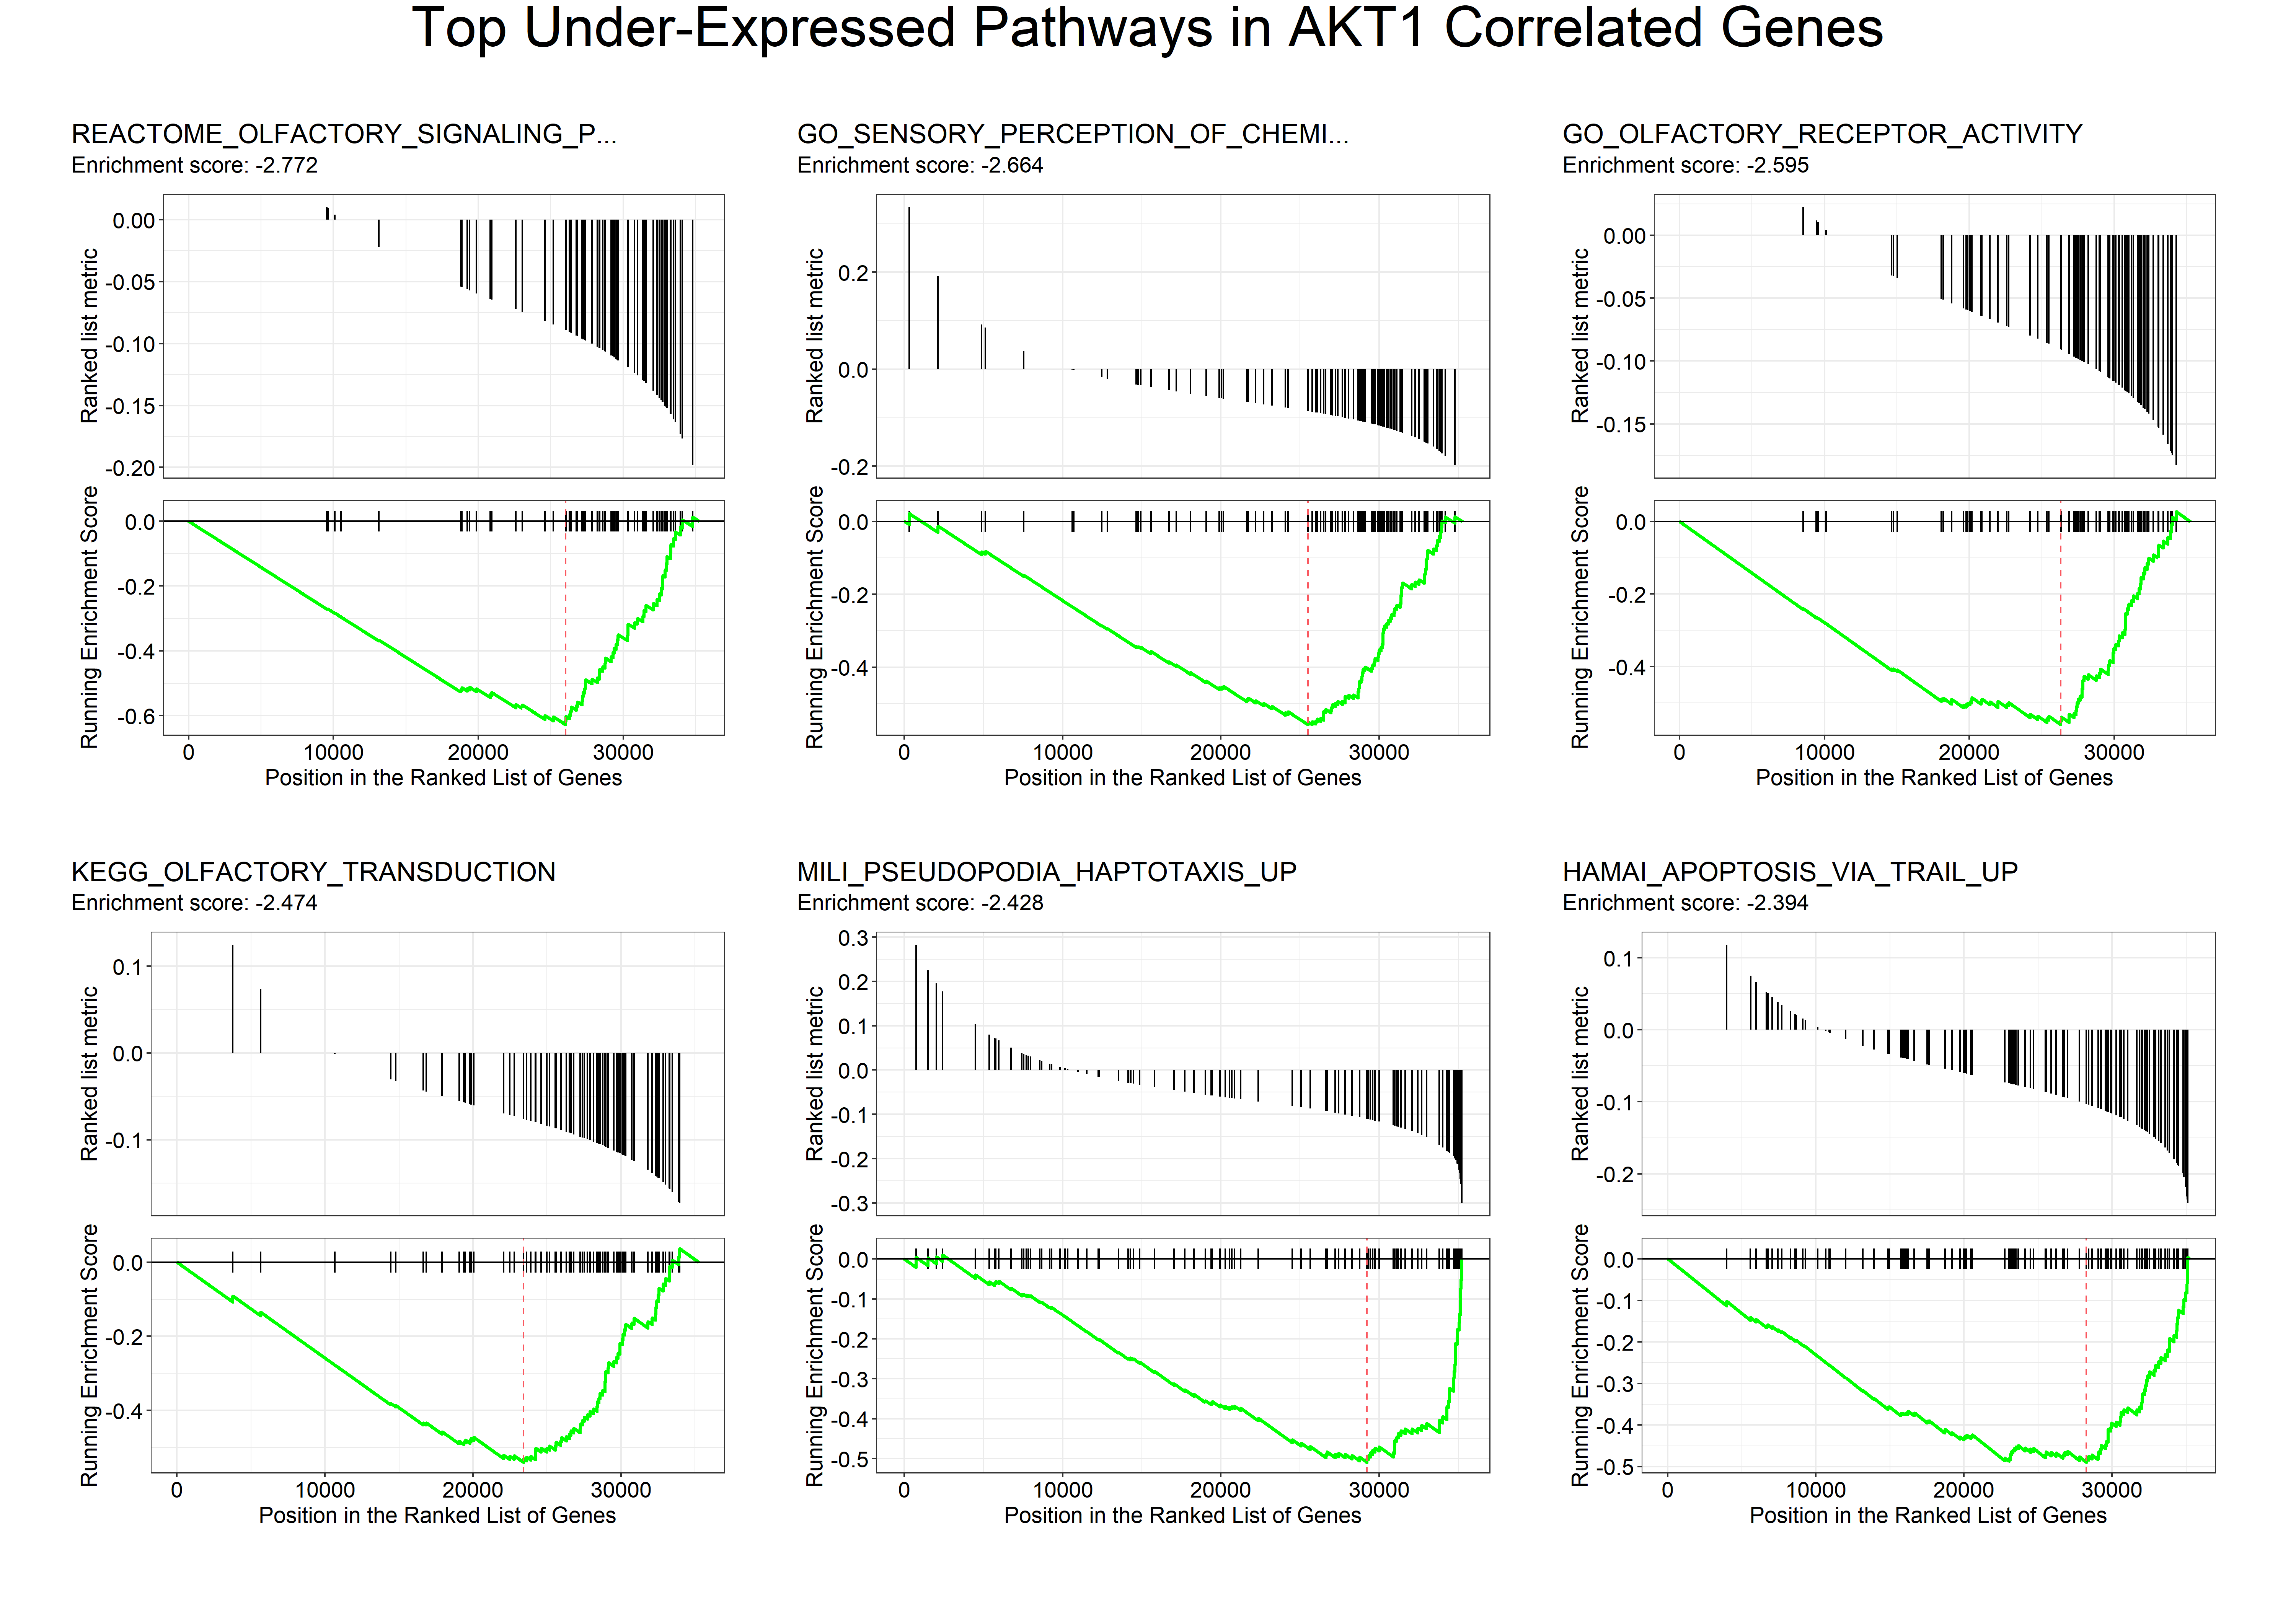 Top Under-Expressed Pathways in AKT1 Correlated Genes
REACTOME_OLFACTORY_SIGNALING_P...
Enrichment score: -2.772
Ranked list metric
0.00
-0.05
-0.10
-0.15
-0.20
Running Enrichment Score
0.0
-0.2
-0.4
-0.6
0 10000 20000 30000
Position in the Ranked List of Genes
GO_SENSORY_PERCEPTION_OF_CHEMI...
Enrichment score: -2.664
Ranked list metric
0.2
0.0
-0.2
Running Enrichment Score
0.0
-0.2
-0.4
0 10000 20000 30000
Position in the Ranked List of Genes
GO_OLFACTORY_RECEPTOR_ACTIVITY
Enrichment score: -2.595
Ranked list metric
0.00
-0.05
-0.10
-0.15
Running Enrichment Score
0.0
-0.2
-0.4
0 10000 20000 30000
Position in the Ranked List of Genes
KEGG_OLFACTORY_TRANSDUCTION
Enrichment score: -2.474
Ranked list metric
0.1
0.0
-0.1
Running Enrichment Score
0.0
-0.2
-0.4
0 10000 20000 30000
Position in the Ranked List of Genes
MILI_PSEUDOPODIA_HAPTOTAXIS_UP
Enrichment score: -2.428
Ranked list metric
0.3
0.2
0.1
0.0
-0.1
-0.2
-0.3
Running Enrichment Score
0.0
-0.1
-0.2
-0.3
-0.4
-0.5
0 10000 20000 30000
Position in the Ranked List of Genes
HAMAI_APOPTOSIS_VIA_TRAIL_UP
Enrichment score: -2.394
Ranked list metric
0.1
0.0
-0.1
-0.2
Running Enrichment Score
0.0
-0.1
-0.2
-0.3
-0.4
-0.5
0 10000 20000 30000
Position in the Ranked List of Genes